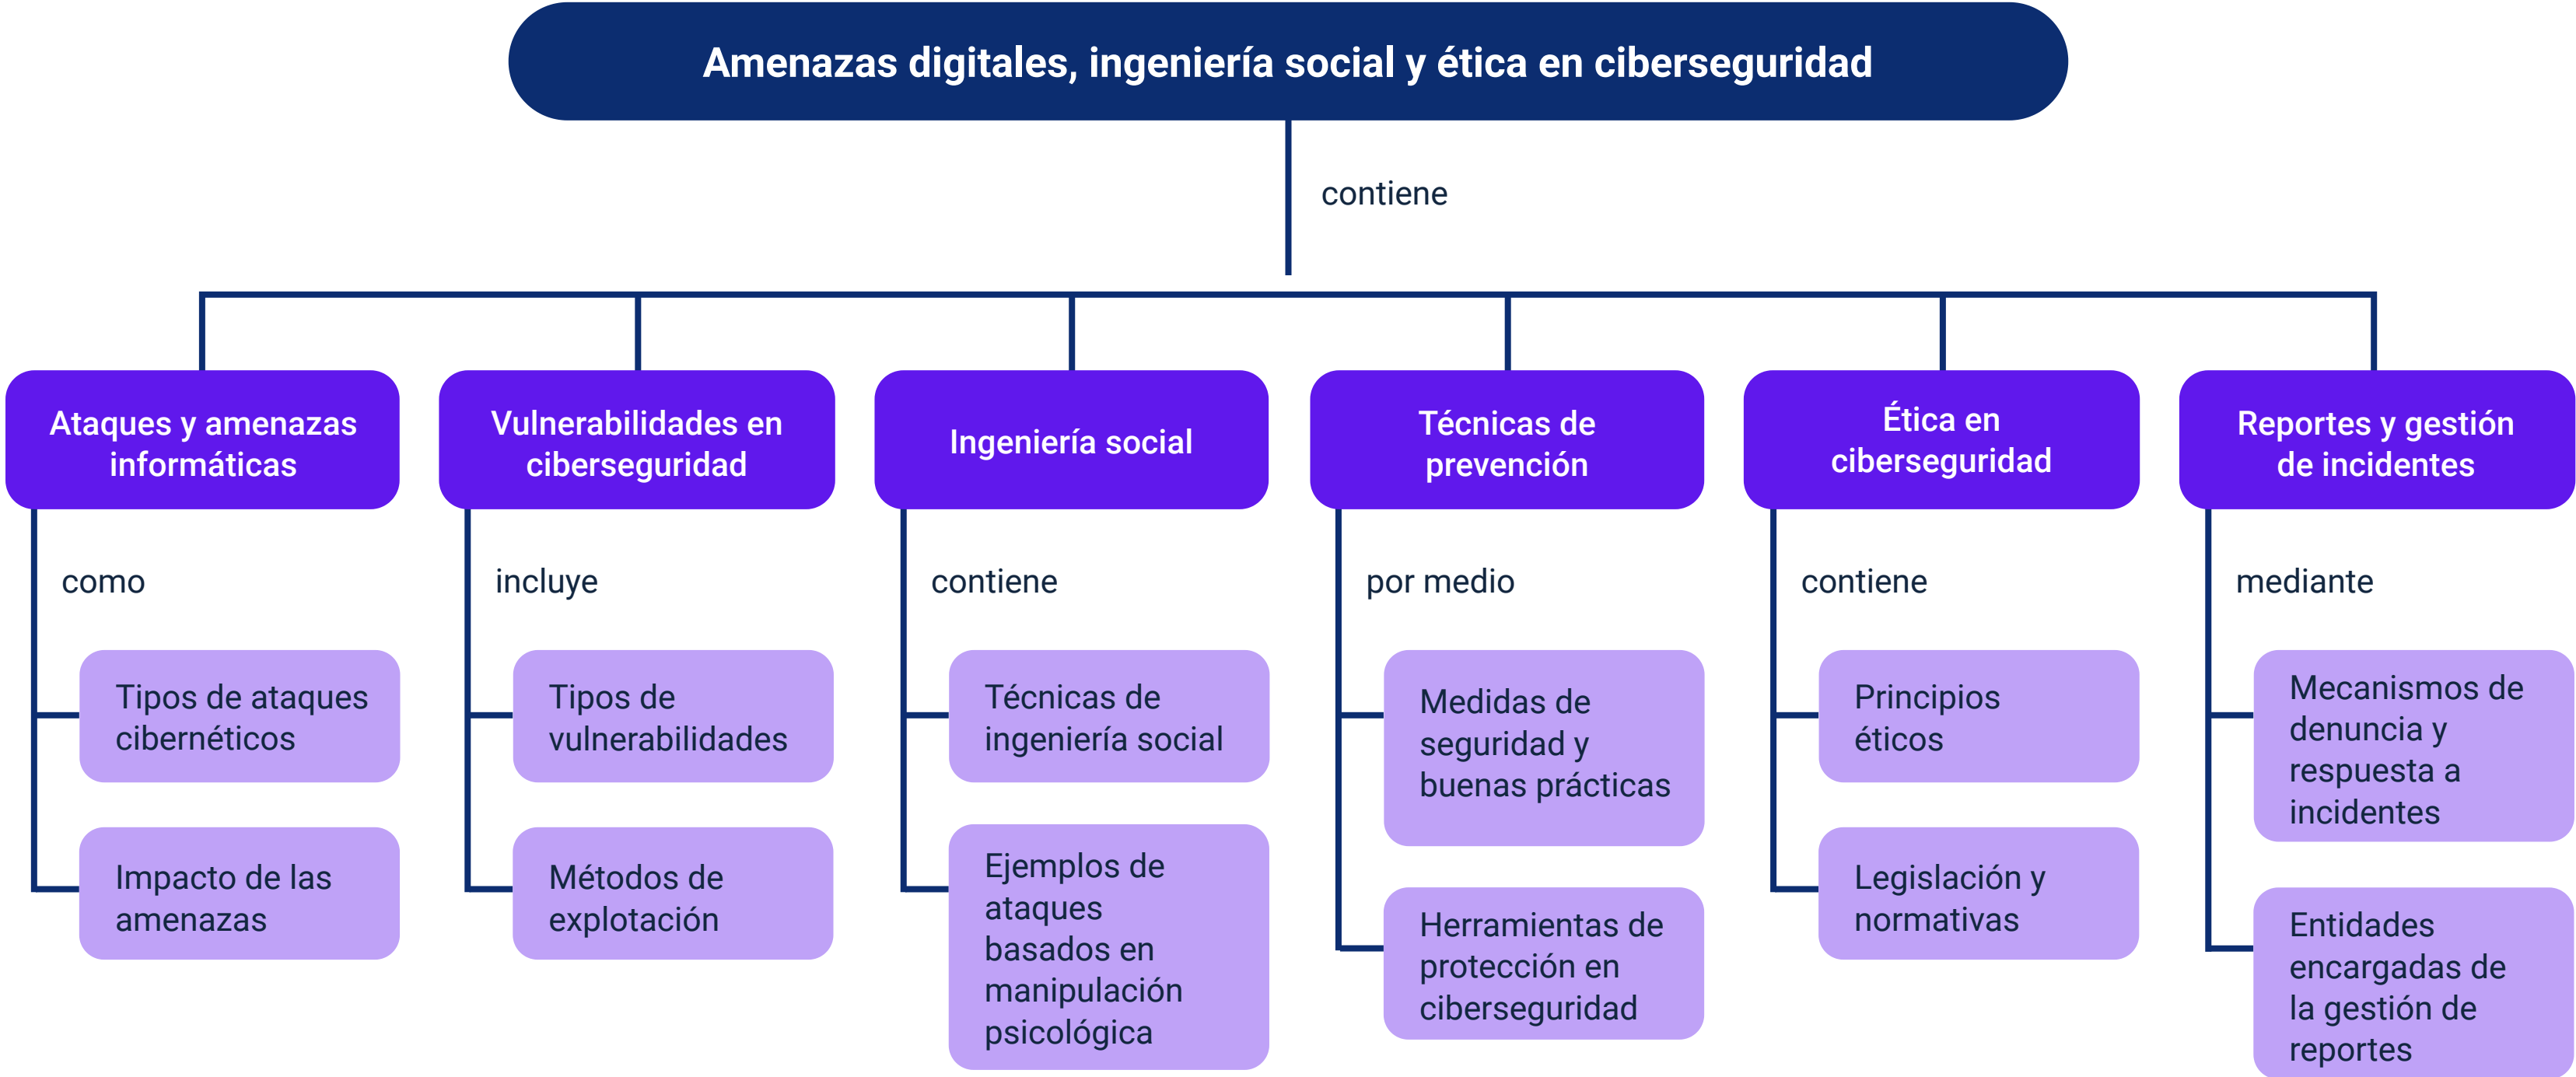 Amenazas digitales, ingeniería social y ética en ciberseguridad
contiene
Ataques y amenazas
informáticas
como
Tipos de ataques
cibernéticos
Impacto de las
amenazas
Vulnerabilidades en
ciberseguridad
incluye
Tipos de
vulnerabilidades
Métodos de
explotación
Ingeniería social
contiene
Técnicas de
ingeniería social
Ejemplos de
ataques
basados en
manipulación
psicológica
Técnicas de
prevención
por medio
Medidas de
seguridad y
buenas prácticas
Herramientas de
protección en
ciberseguridad
Ética en
ciberseguridad
contiene
Principios
éticos
Legislación y
normativas
Reportes y gestión
de incidentes
mediante
Mecanismos de
denuncia y
respuesta a
incidentes
Entidades
encargadas de
la gestión de
reportes